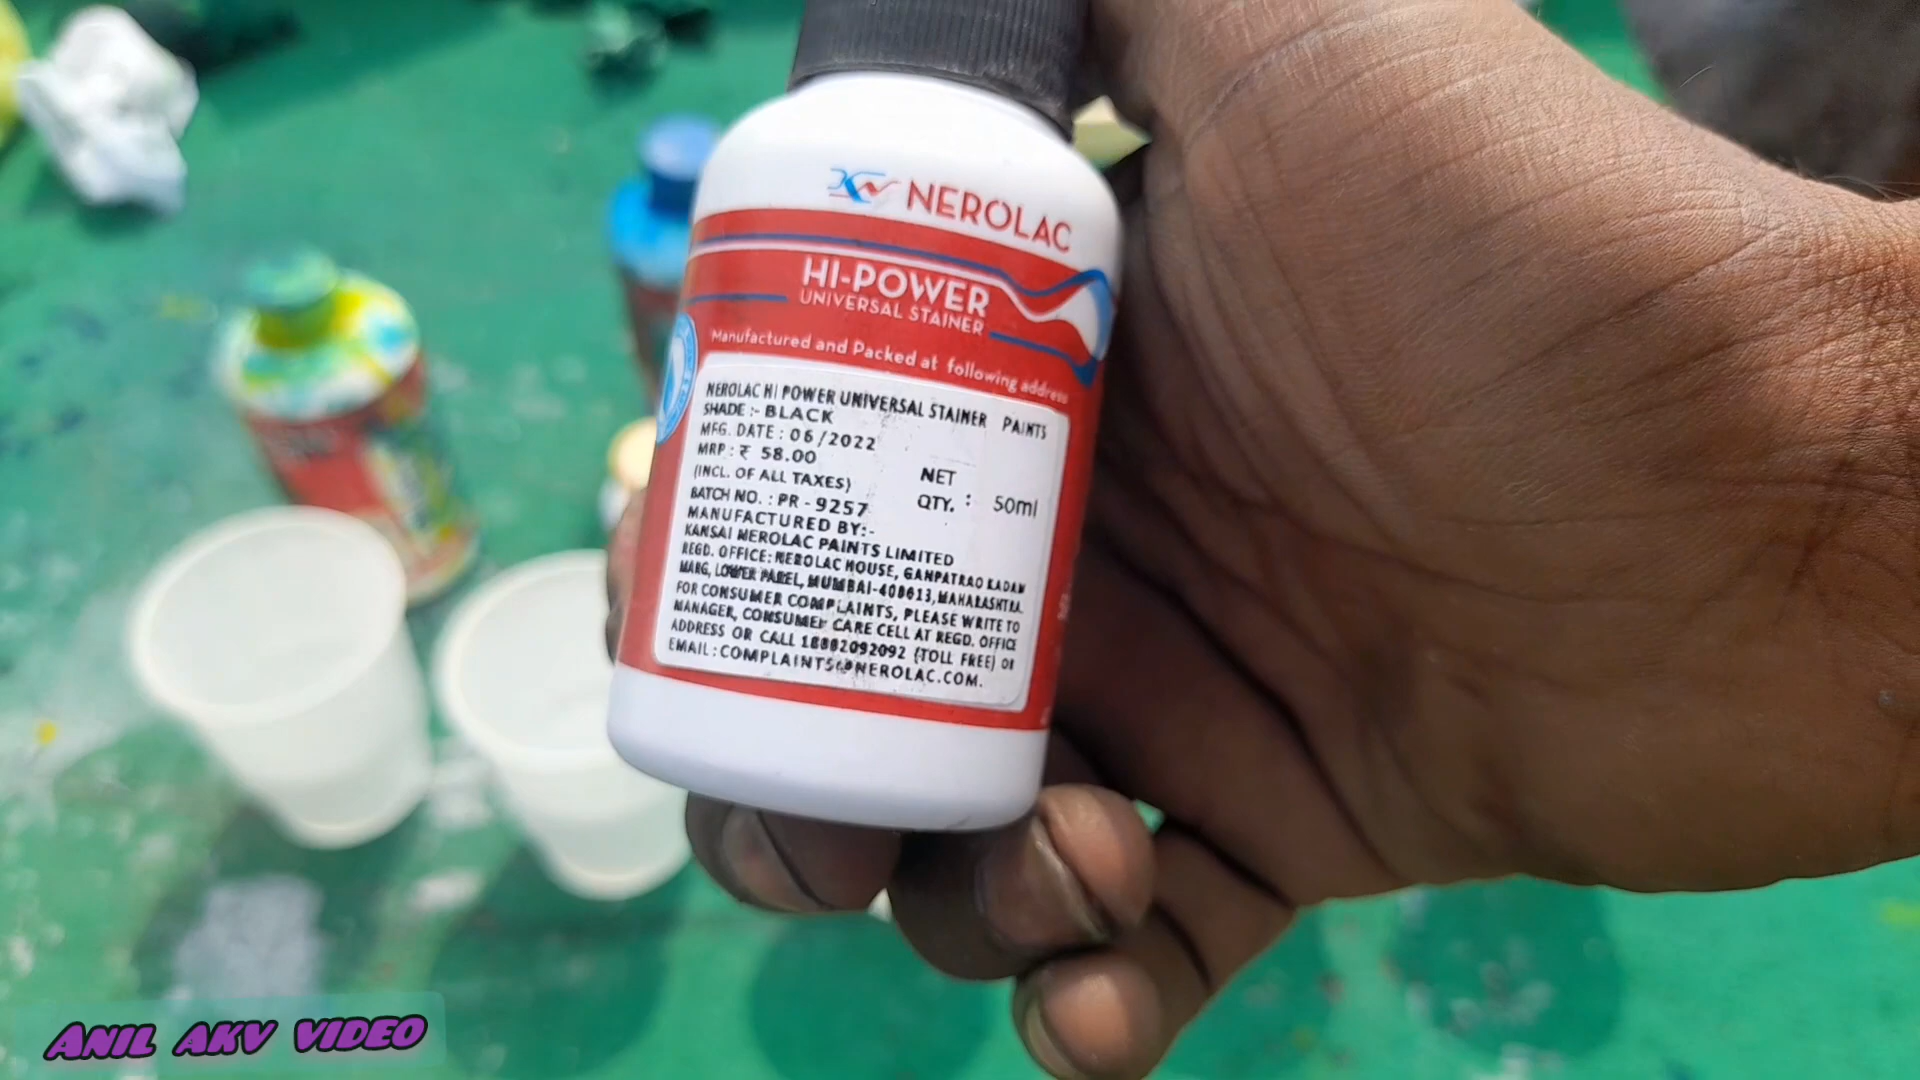 NEROLAC
HI-POWER
UNIVERSAL STAINER
Manufactured and Packed at following address
NEROLAC HI POWER UNIVERSAL STAINER PAINTS
SHADE :- BLACK
MFG. DATE : 06/2022
MRP : ₹ 58.00
(INCL. OF ALL TAXES)
NET
QTY. : 50ml
BATCH NO. : PR - 9257
MANUFACTURED BY:-
KANSAI NEROLAC PAINTS LIMITED
REGD. OFFICE: NEROLAC HOUSE, GANPATRAO KADAM
MARG, LOWER PAREL, MUMBAI-400013, MAHARASHTRA.
FOR CONSUMER COMPLAINTS, PLEASE WRITE TO
MANAGER, CONSUMER CARE CELL AT REGD. OFFICE
ADDRESS OR CALL 18002092092 (TOLL FREE) OR
EMAIL : COMPLAINTS@NEROLAC.COM.
ANIL AKV VIDEO